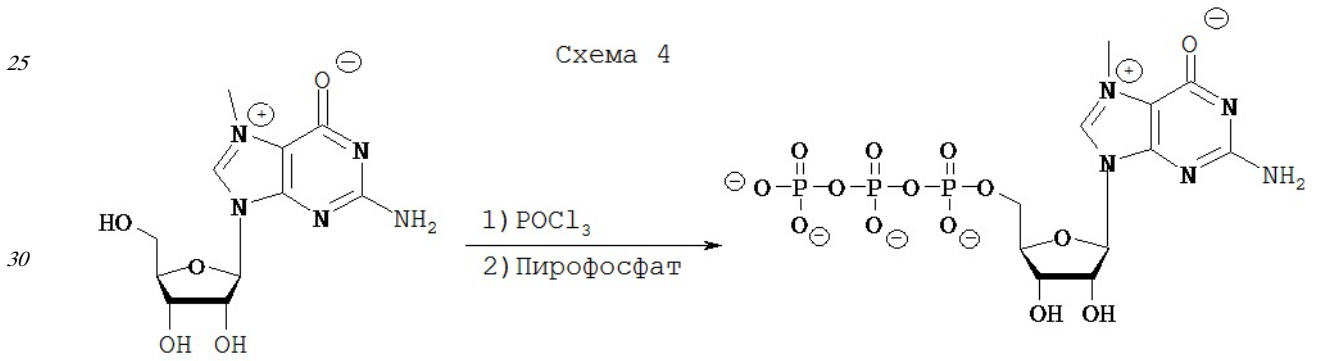 25
Схема 4
O ⊖
N ⊕
N
N
N
NH2
HO
O
OH OH
30
1) POCl3
2) Пирофосфат
O ⊖
N ⊕
N
N
N
NH2
O O O
⊖ O–P–O–P–O–P–O
O⊖ O⊖ O⊖
O
OH OH